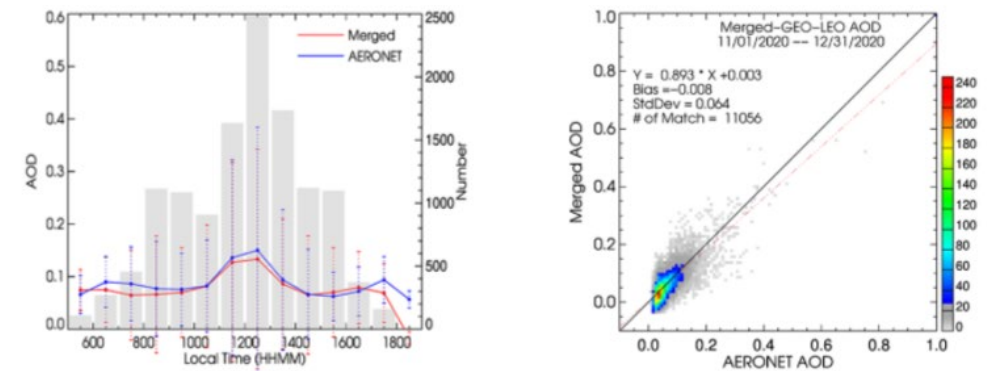 0.6
0.5
0.4
0.3
0.2
0.1
0.0
AOD
2500
2000
1500
1000
500
0
Number
Merged
AERONET
600 800 1000 1200 1400 1600 1800
Local Time (HHMM)
Merged-GEO-LEO AOD
11/01/2020 -- 12/31/2020
Y = 0.893 * X +0.003
Bias =-0.008
StdDev = 0.064
# of Match = 11056
1.0
0.8
0.6
0.4
0.2
0.0
Merged AOD
0.0 0.2 0.4 0.6 0.8 1.0
AERONET AOD
240
220
200
180
160
140
120
100
80
60
40
20
0